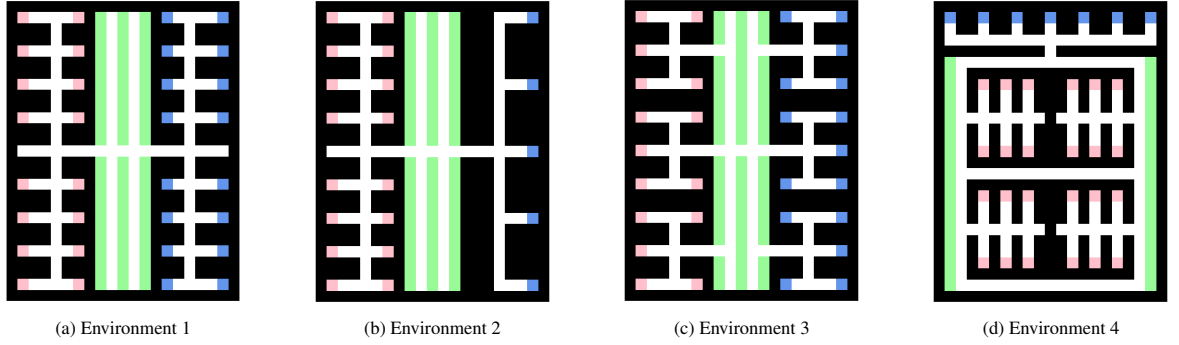 (a) Environment 1
(b) Environment 2
(c) Environment 3
(d) Environment 4